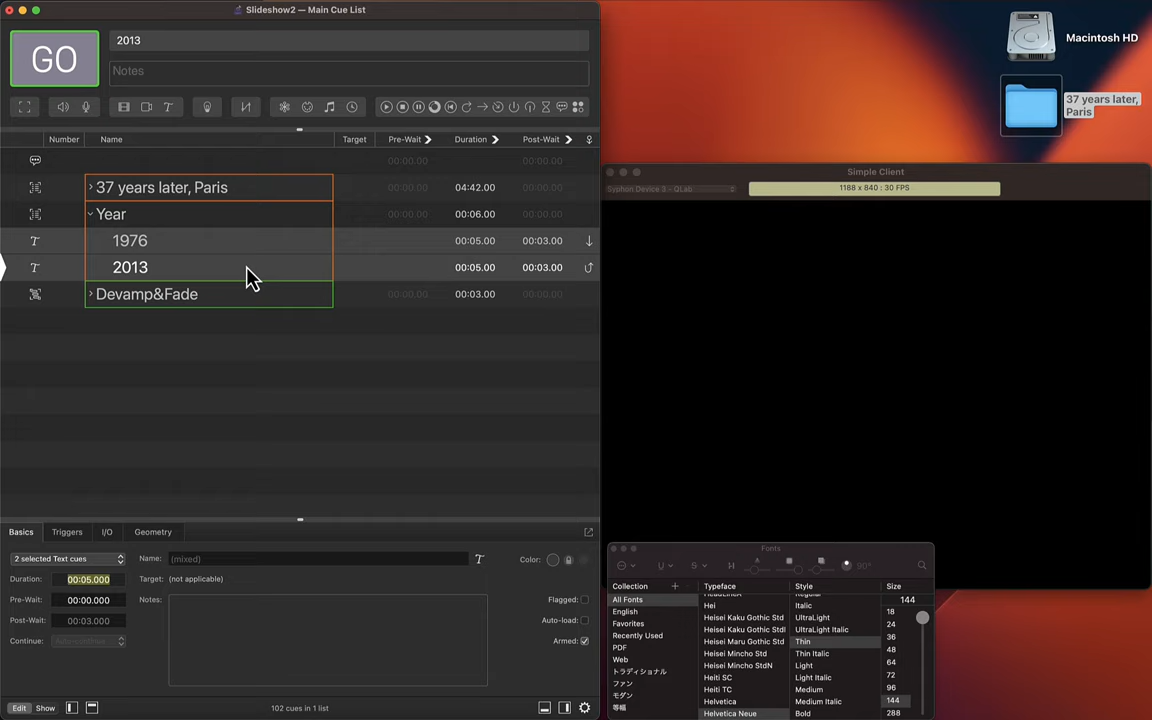 Slideshow2 — Main Cue List
GO
2013
Notes
Number Name Target Pre-Wait Duration Post-Wait
00:00.00 00:00.00 00:00.00
37 years later, Paris 00:00.00 04:42.00 00:00.00
Year 00:00.00 00:06.00 00:00.00
1976 00:05.00 00:03.00
2013 00:05.00 00:03.00
Devamp&Fade 00:00.00 00:03.00 00:00.00
Basics Triggers I/O Geometry
2 selected Text cues Name: (mixed) Color:
Duration: 00:05.000 Target: (not applicable)
Pre-Wait: 00:00.000 Notes: Flagged:
Post-Wait: 00:03.000 Auto-load:
Continue: Armed:
Edit Show 102 cues in 1 list
Macintosh HD
37 years later,
Paris
Simple Client
Syphon Device 3 - QLab 1188 x 840 : 30 FPS
Fonts
90°
Collection Typeface Style Size
All Fonts
English
Favorites
Recently Used
PDF
Web
トラディショナル
ファン
モダン
等幅
Hei
Heisei Kaku Gothic Std
Heisei Kaku Gothic StdI
Heisei Maru Gothic Std
Heisei Mincho Std
Heisei Mincho StdN
Heiti SC
Heiti TC
Helvetica
Helvetica Neue
Italic
UltraLight
UltraLight Italic
Thin
Thin Italic
Light
Light Italic
Medium
Medium Italic
Bold
144
18
24
36
48
64
72
96
144
288